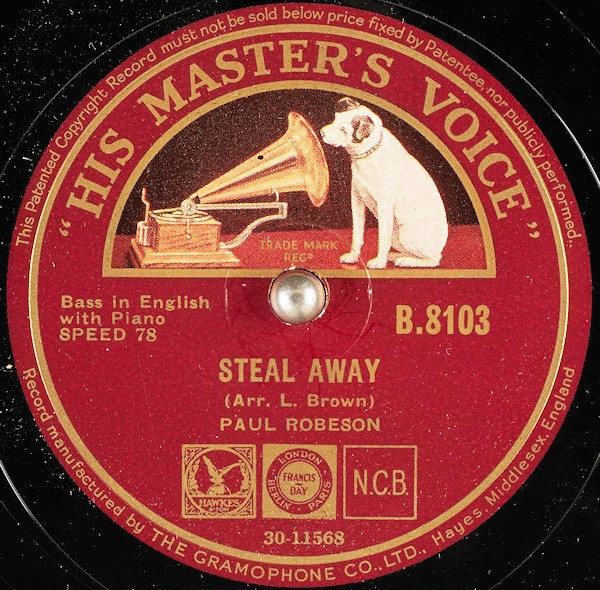 This Patented Copyright Record must not be sold below price fixed by Patentee, nor publicly performed.
"HIS MASTER'S VOICE"
TRADE MARK
REGD
Bass in English
with Piano
SPEED 78
B.8103
STEAL AWAY
(Arr. L. Brown)
PAUL ROBESON
HAWKES
& SON
LONDON
FRANCIS
DAY
BERLIN PARIS
N.C.B.
30-11568
Record manufactured by THE GRAMOPHONE CO., LTD., Hayes, Middlesex, England